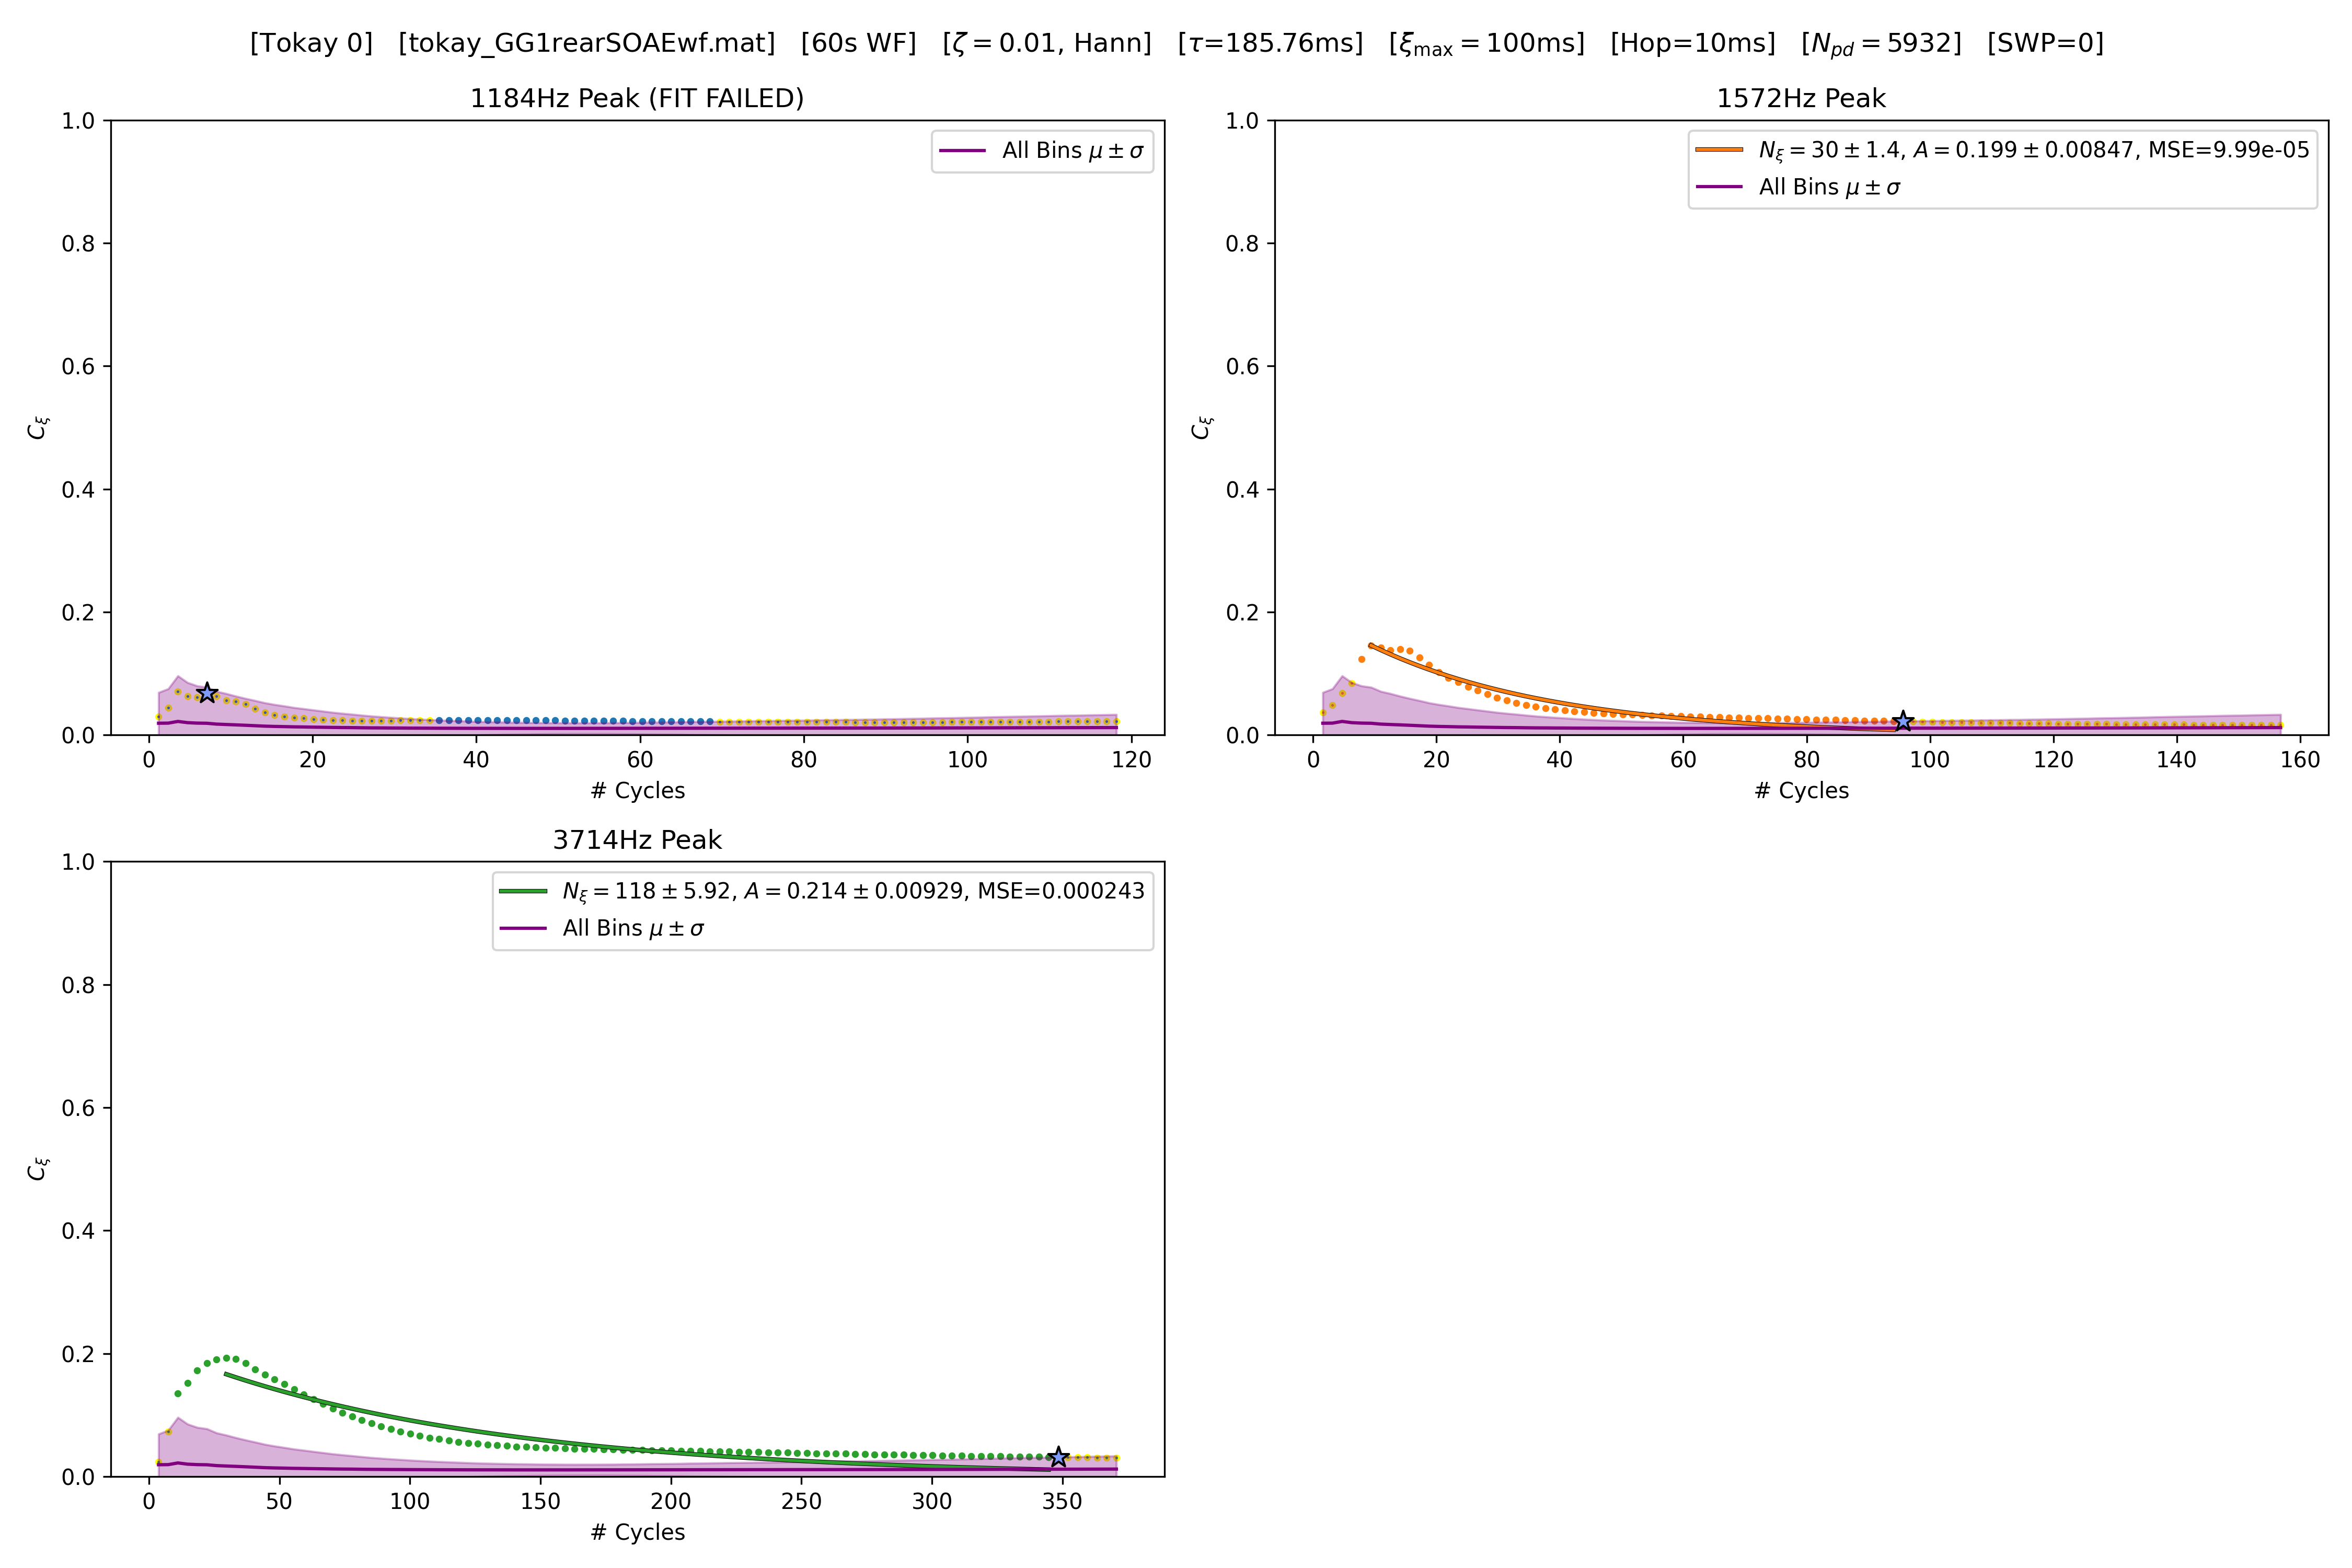 [Tokay 0] [tokay_GG1rearSOAEwf.mat] [60s WF] [ζ = 0.01, Hann] [τ=185.76ms] [ξmax = 100ms] [Hop=10ms] [Npd = 5932] [SWP=0]
1184Hz Peak (FIT FAILED)
All Bins μ ± σ
Cξ
1.0
0.8
0.6
0.4
0.2
0.0
0 20 40 60 80 100 120
# Cycles
1572Hz Peak
Nξ = 30 ± 1.4, A = 0.199 ± 0.00847, MSE=9.99e-05
All Bins μ ± σ
Cξ
1.0
0.8
0.6
0.4
0.2
0.0
0 20 40 60 80 100 120 140 160
# Cycles
3714Hz Peak
Nξ = 118 ± 5.92, A = 0.214 ± 0.00929, MSE=0.000243
All Bins μ ± σ
Cξ
1.0
0.8
0.6
0.4
0.2
0.0
0 50 100 150 200 250 300 350
# Cycles